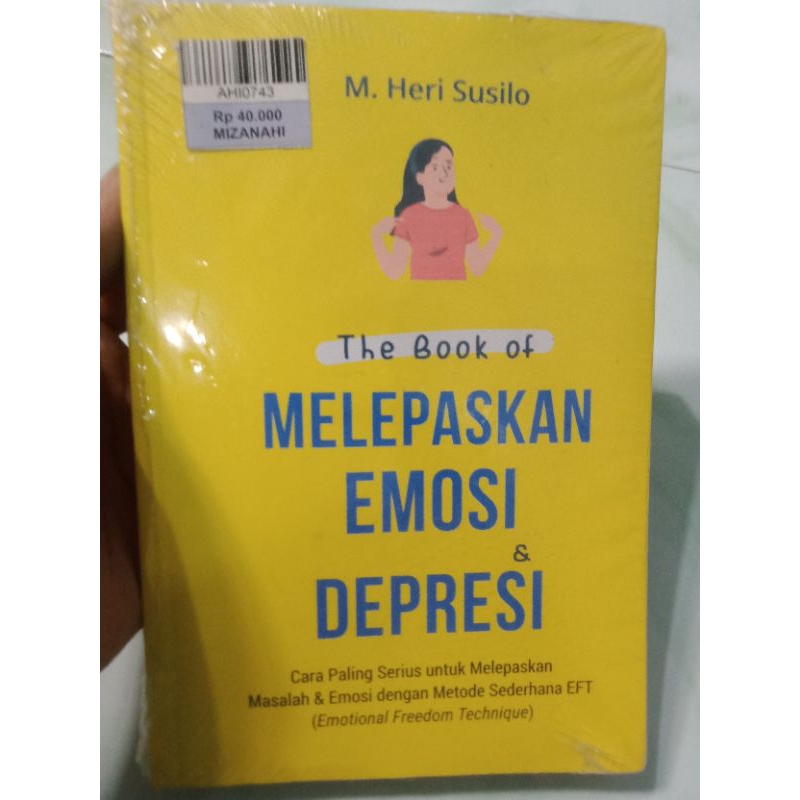 AHI0743
Rp 40.000
MIZANAHI
M. Heri Susilo
The Book of
MELEPASKAN
EMOSI
&
DEPRESI
Cara Paling Serius untuk Melepaskan
Masalah & Emosi dengan Metode Sederhana EFT
(Emotional Freedom Technique)